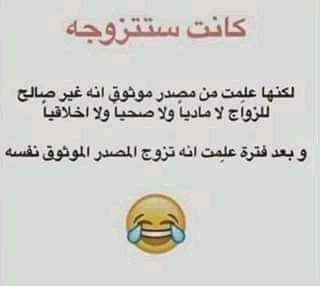 كانت ستتزوجه
لكنها علمت من مصدر موثوق انه غير صالح
للزواج لا مادياً ولا صحياً ولا اخلاقياً
و بعد فترة علمت انه تزوج المصدر الموثوق نفسه